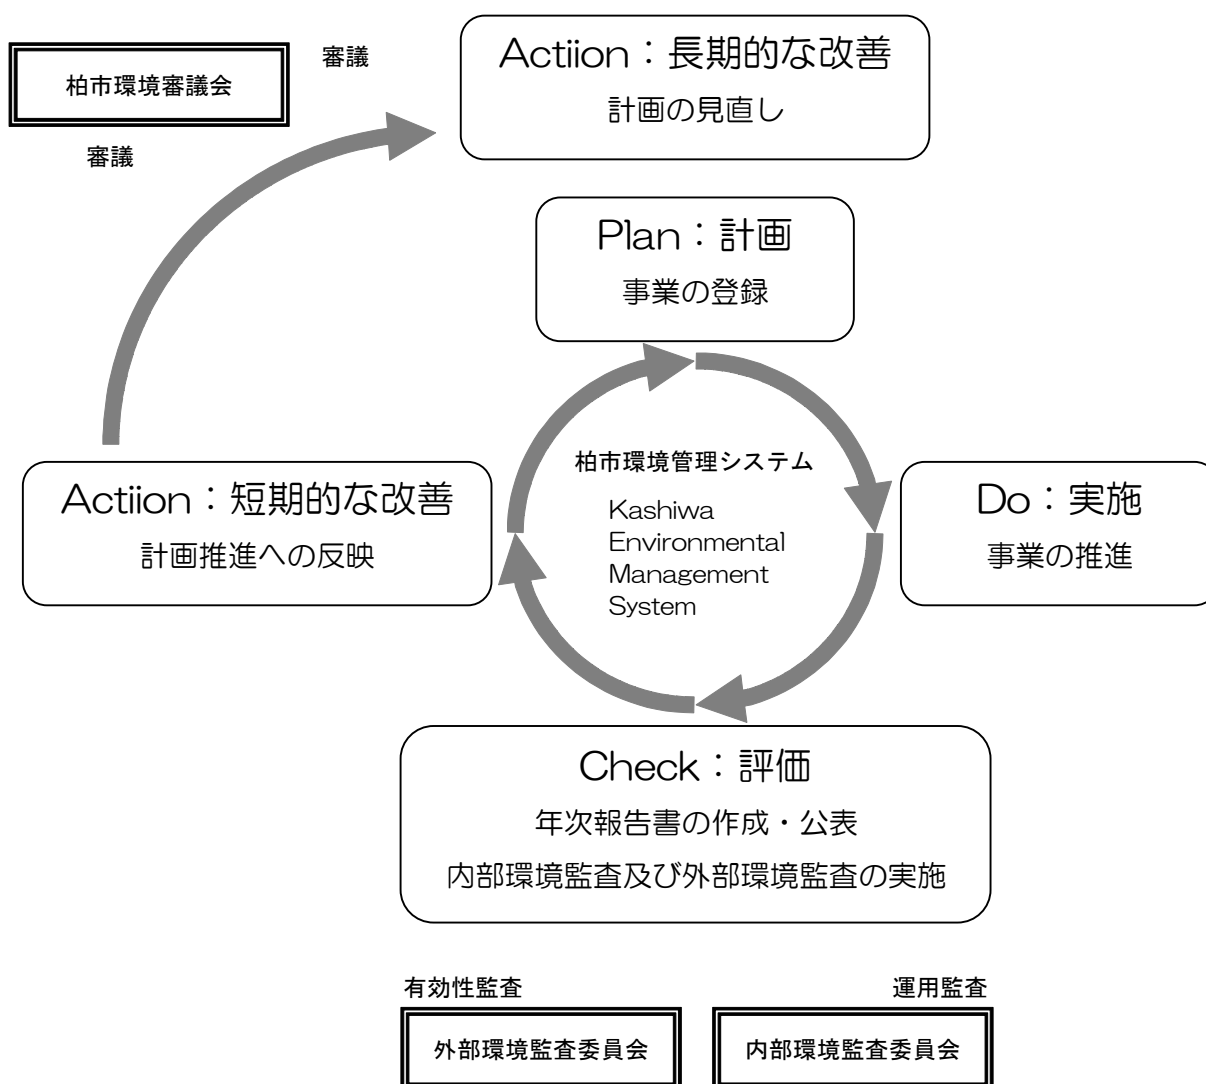 審議
柏市環境審議会
審議
Actiion：長期的な改善
計画の見直し
Plan：計画
事業の登録
柏市環境管理システム
Kashiwa
Environmental
Management
System
Actiion：短期的な改善
計画推進への反映
Do：実施
事業の推進
Check：評価
年次報告書の作成・公表
内部環境監査及び外部環境監査の実施
有効性監査
運用監査
外部環境監査委員会
内部環境監査委員会